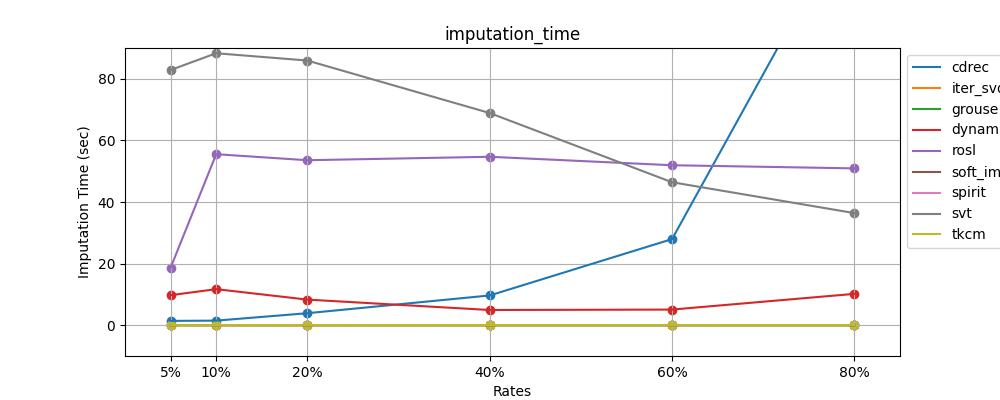 imputation_time
Imputation Time (sec)
80
60
40
20
0
5%
10%
20%
40%
60%
80%
Rates
cdrec
iter_svd
grouse
dynam
rosl
soft_im
spirit
svt
tkcm